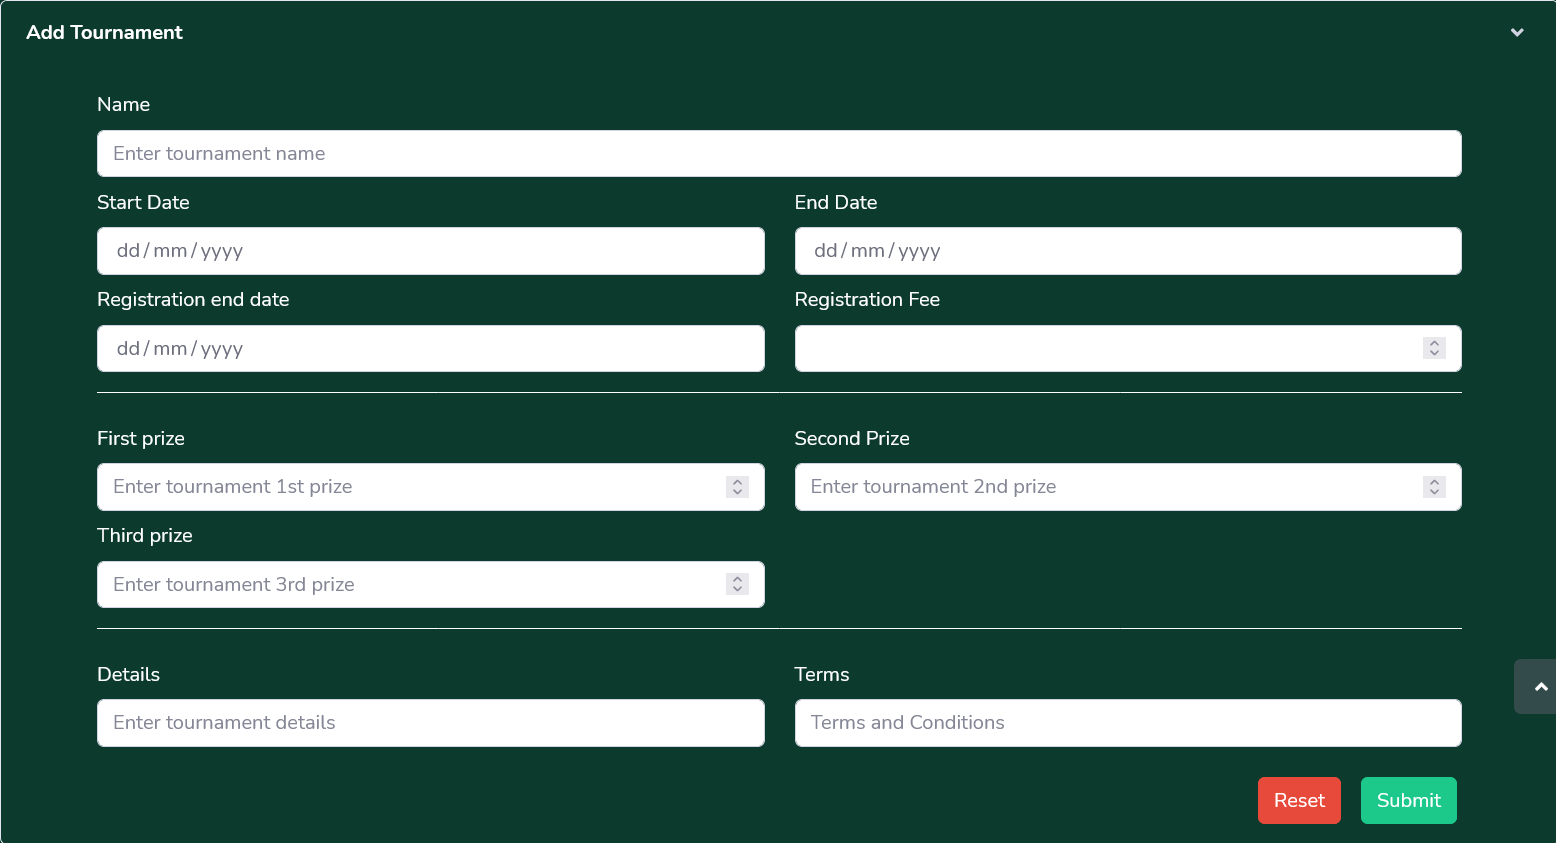 Add Tournament
Name
Enter tournament name
Start Date End Date
dd/mm/yyyy dd/mm/yyyy
Registration end date Registration Fee
dd/mm/yyyy
First prize Second Prize
Enter tournament 1st prize Enter tournament 2nd prize
Third prize
Enter tournament 3rd prize
Details Terms
Enter tournament details Terms and Conditions
Reset Submit